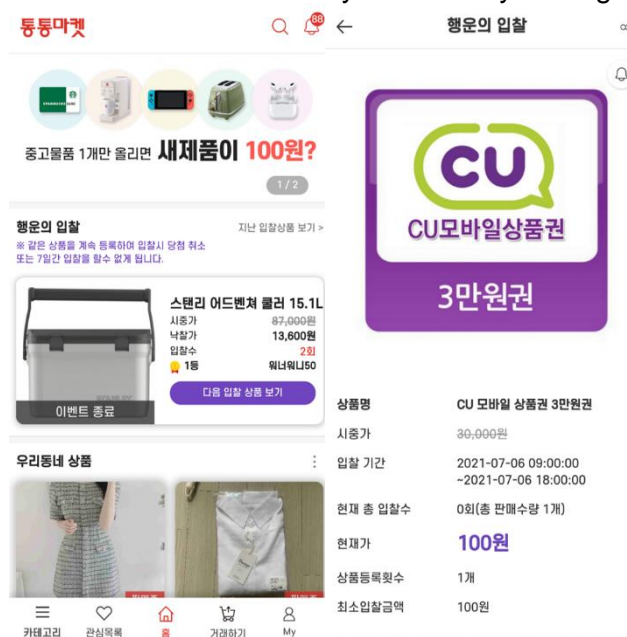 통통마켓
88
중고물품 1개만 올리면 새제품이 100원?
1 / 2
행운의 입찰
지난 입찰상품 보기 >
※ 같은 상품을 계속 등록하여 입찰시 당첨 취소
또는 7일간 입찰을 할수 없게 됩니다.
스탠리 어드벤쳐 쿨러 15.1L
시중가 87,000원
낙찰가 13,600원
입찰수 2회
1등 워너워니50
다음 입찰 상품 보기
이벤트 종료
우리동네 상품
카테고리 관심목록 홈 거래하기 My
행운의 입찰
CU
CU모바일상품권
3만원권
상품명 CU 모바일 상품권 3만원권
시중가 30,000원
입찰 기간 2021-07-06 09:00:00
~2021-07-06 18:00:00
현재 총 입찰수 0회(총 판매수량 1개)
현재가 100원
상품등록횟수 1개
최소입찰금액 100원